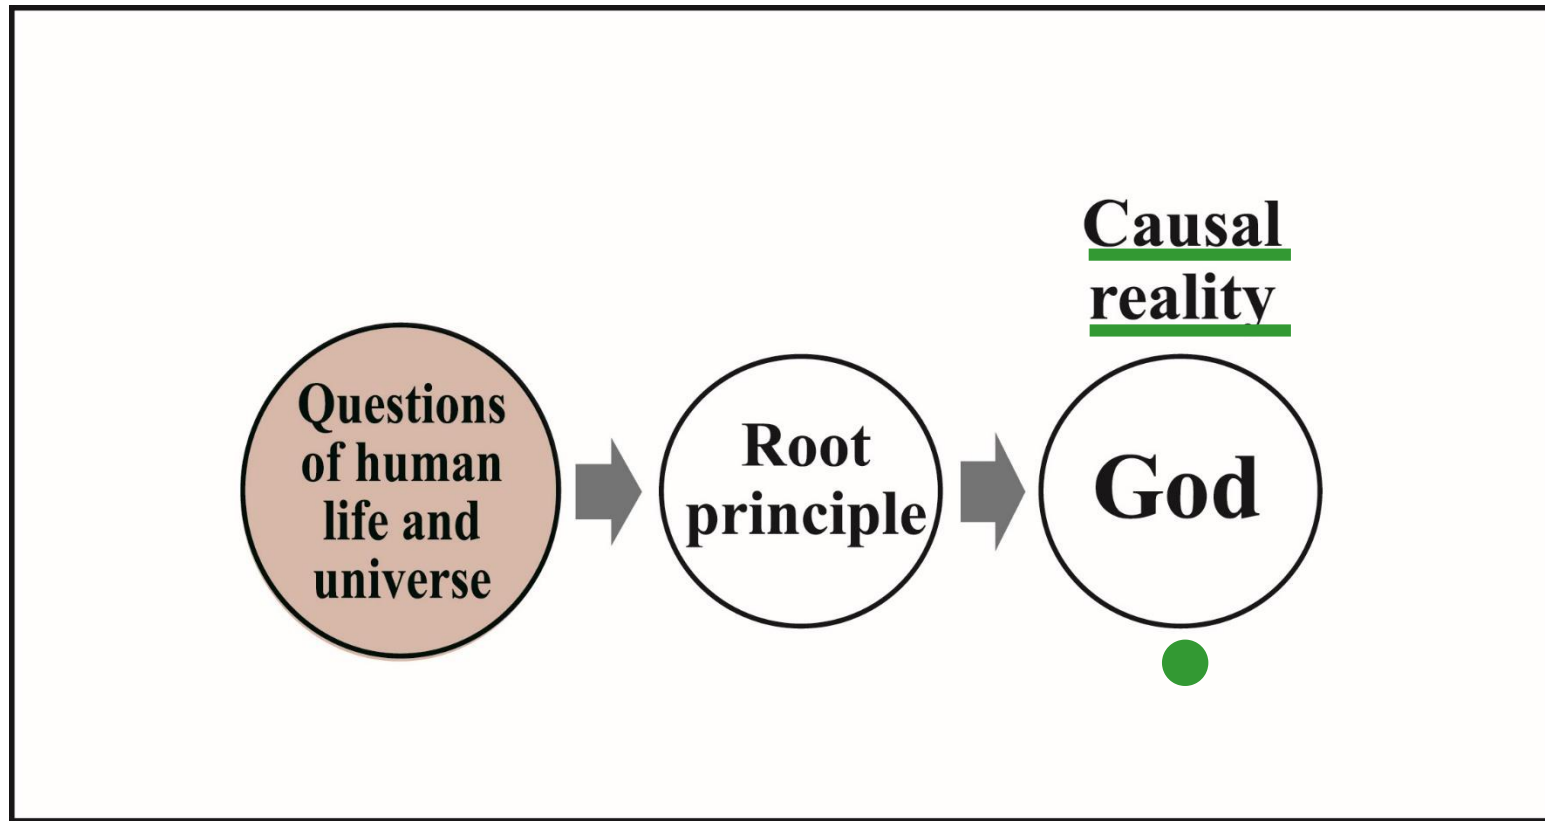 Causal
reality
Questions
of human
life and
universe
Root
principle
God